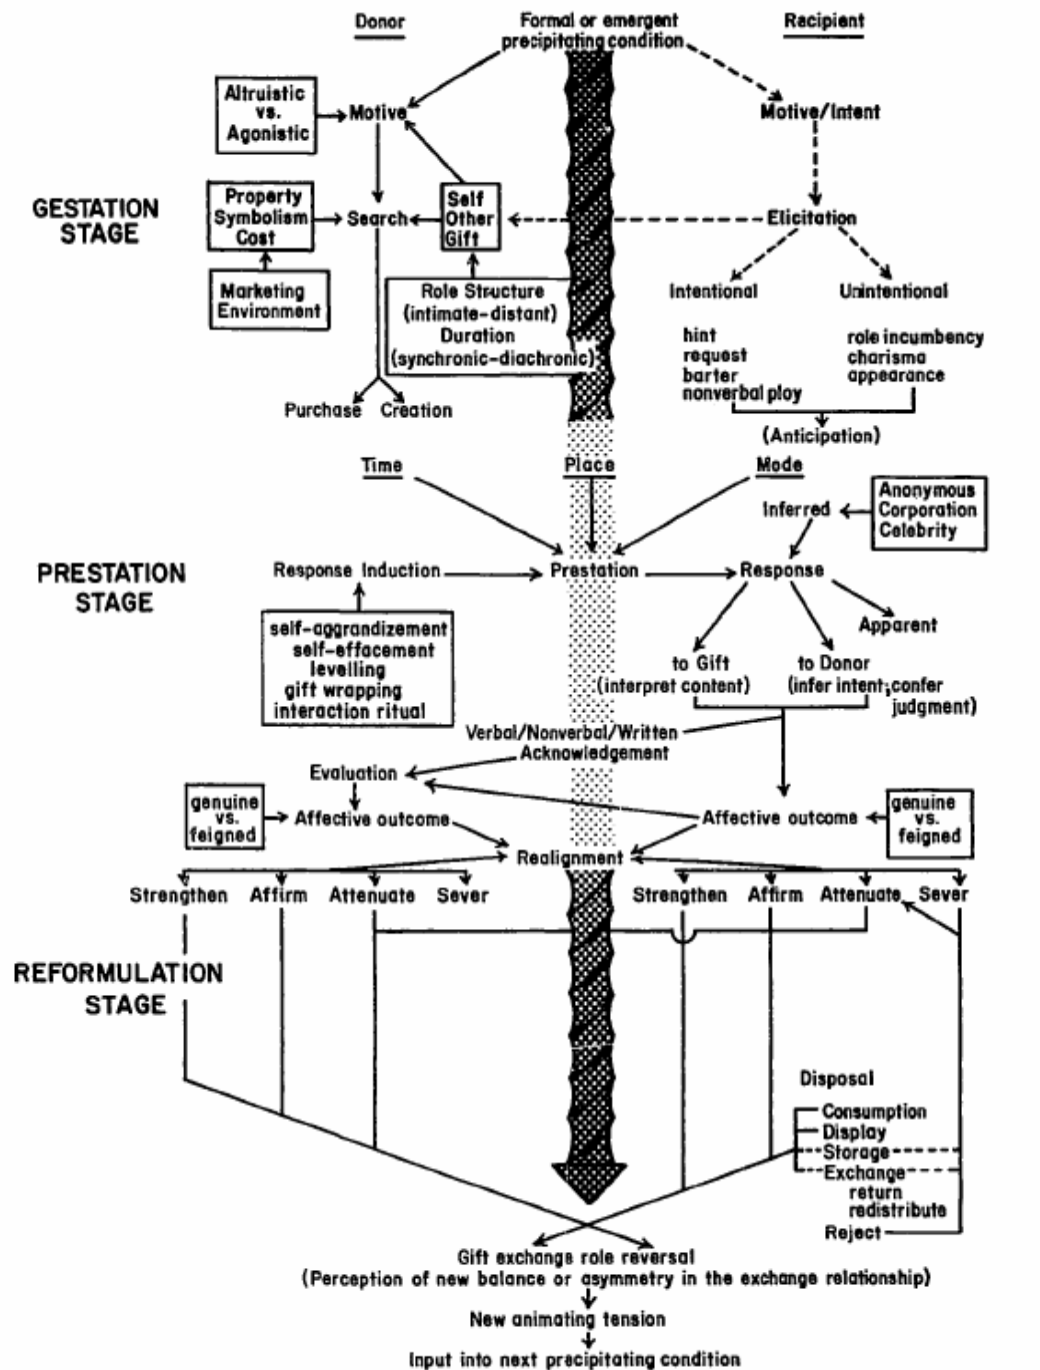 Donor
Formal or emergent
precipitating condition
Recipient
Altruistic
vs.
Agonistic
Motive
Motive/Intent
GESTATION
STAGE
Property
Symbolism
Cost
Search
Self
Other
Gift
Elicitation
Marketing
Environment
Role Structure
(intimate-distant)
Duration
(synchronic-diachronic)
Intentional
Unintentional
hint
request
barter
nonverbal ploy
role incumbency
charisma
appearance
Purchase
Creation
(Anticipation)
Time
Place
Mode
Inferred
Anonymous
Corporation
Celebrity
PRESTATION
STAGE
Response Induction
Prestation
Response
self-aggrandizement
self-effacement
levelling
gift wrapping
interaction ritual
Apparent
to Gift
(interpret content)
to Donor
(infer intent;confer
judgment)
Verbal/Nonverbal/Written
Acknowledgement
Evaluation
genuine
vs.
feigned
Affective outcome
Affective outcome
genuine
vs.
feigned
Realignment
Strengthen
Affirm
Attenuate
Sever
Strengthen
Affirm
Attenuate
Sever
REFORMULATION
STAGE
Disposal
Consumption
Display
Storage
Exchange
return
redistribute
Reject
Gift exchange role reversal
(Perception of new balance or asymmetry in the exchange relationship)
New animating tension
Input into next precipitating condition